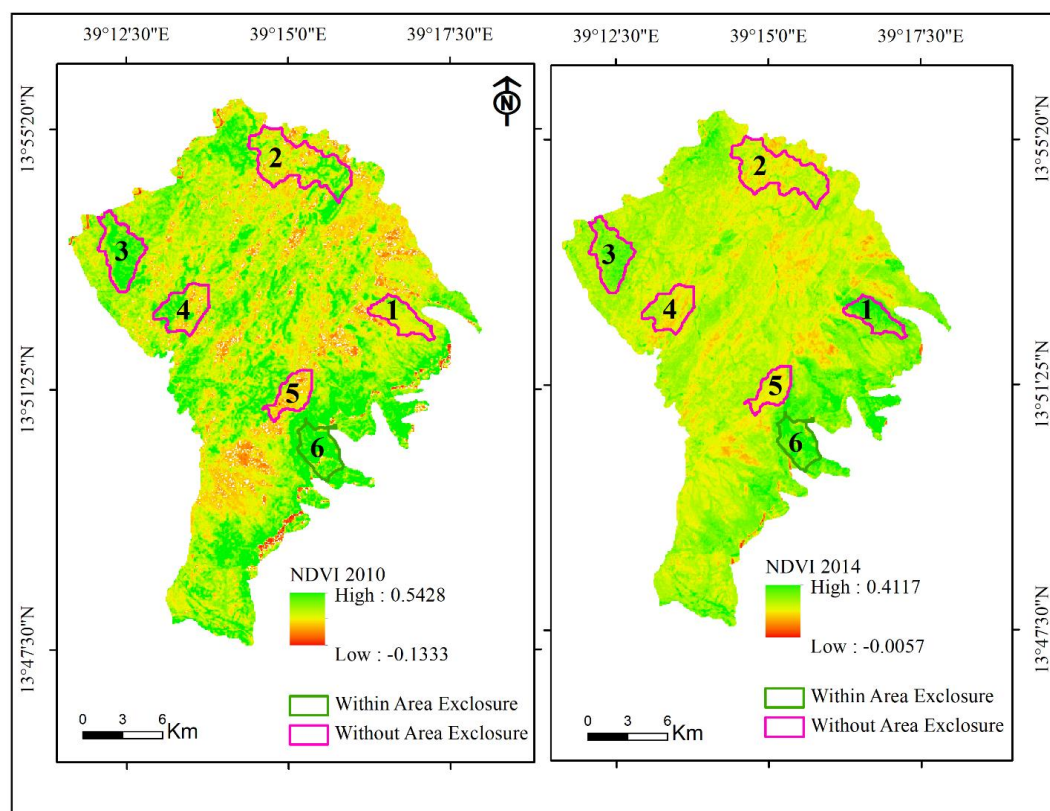 39°12'30"E 39°15'0"E 39°17'30"E
N
13°55'20"N
13°51'25"N
13°47'30"N
2
3
4
1
5
6
NDVI 2010
High : 0.5428
Low : -0.1333
Within Area Exclosure
Without Area Exclosure
0 3 6 Km
39°12'30"E 39°15'0"E 39°17'30"E
13°55'20"N
13°51'25"N
13°47'30"N
2
3
4
1
5
6
NDVI 2014
High : 0.4117
Low : -0.0057
Within Area Exclosure
Without Area Exclosure
0 3 6 Km